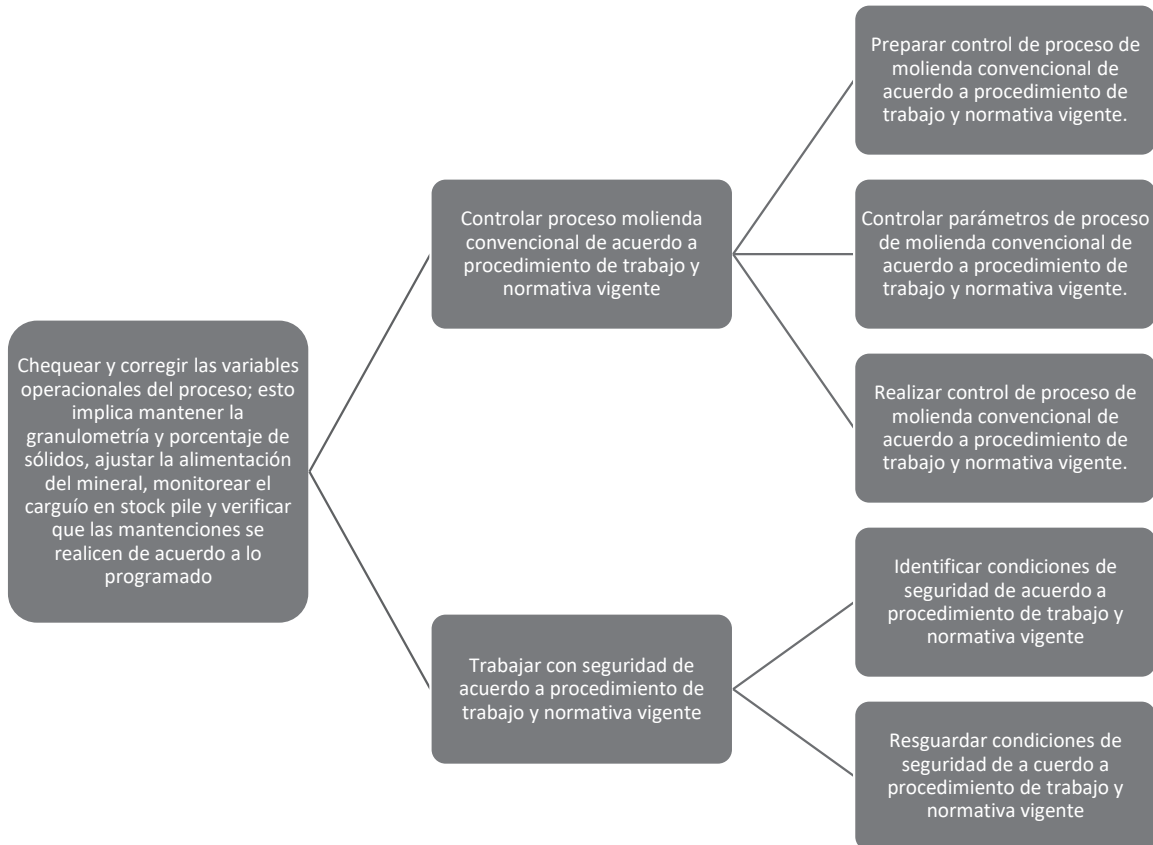 Chequear y corregir las variables
operacionales del proceso; esto
implica mantener la
granulometría y porcentaje de
sólidos, ajustar la alimentación
del mineral, monitorear el
carguío en stock pile y verificar
que las mantenciones se
realicen de acuerdo a lo
programado
Controlar proceso molienda
convencional de acuerdo a
procedimiento de trabajo y
normativa vigente
Preparar control de proceso de
molienda convencional de
acuerdo a procedimiento de
trabajo y normativa vigente.
Controlar parámetros de proceso
de molienda convencional de
acuerdo a procedimiento de
trabajo y normativa vigente.
Realizar control de proceso de
molienda convencional de
acuerdo a procedimiento de
trabajo y normativa vigente.
Trabajar con seguridad de
acuerdo a procedimiento de
trabajo y normativa vigente
Identificar condiciones de
seguridad de acuerdo a
procedimiento de trabajo y
normativa vigente
Resguardar condiciones de
seguridad de a cuerdo a
procedimiento de trabajo y
normativa vigente